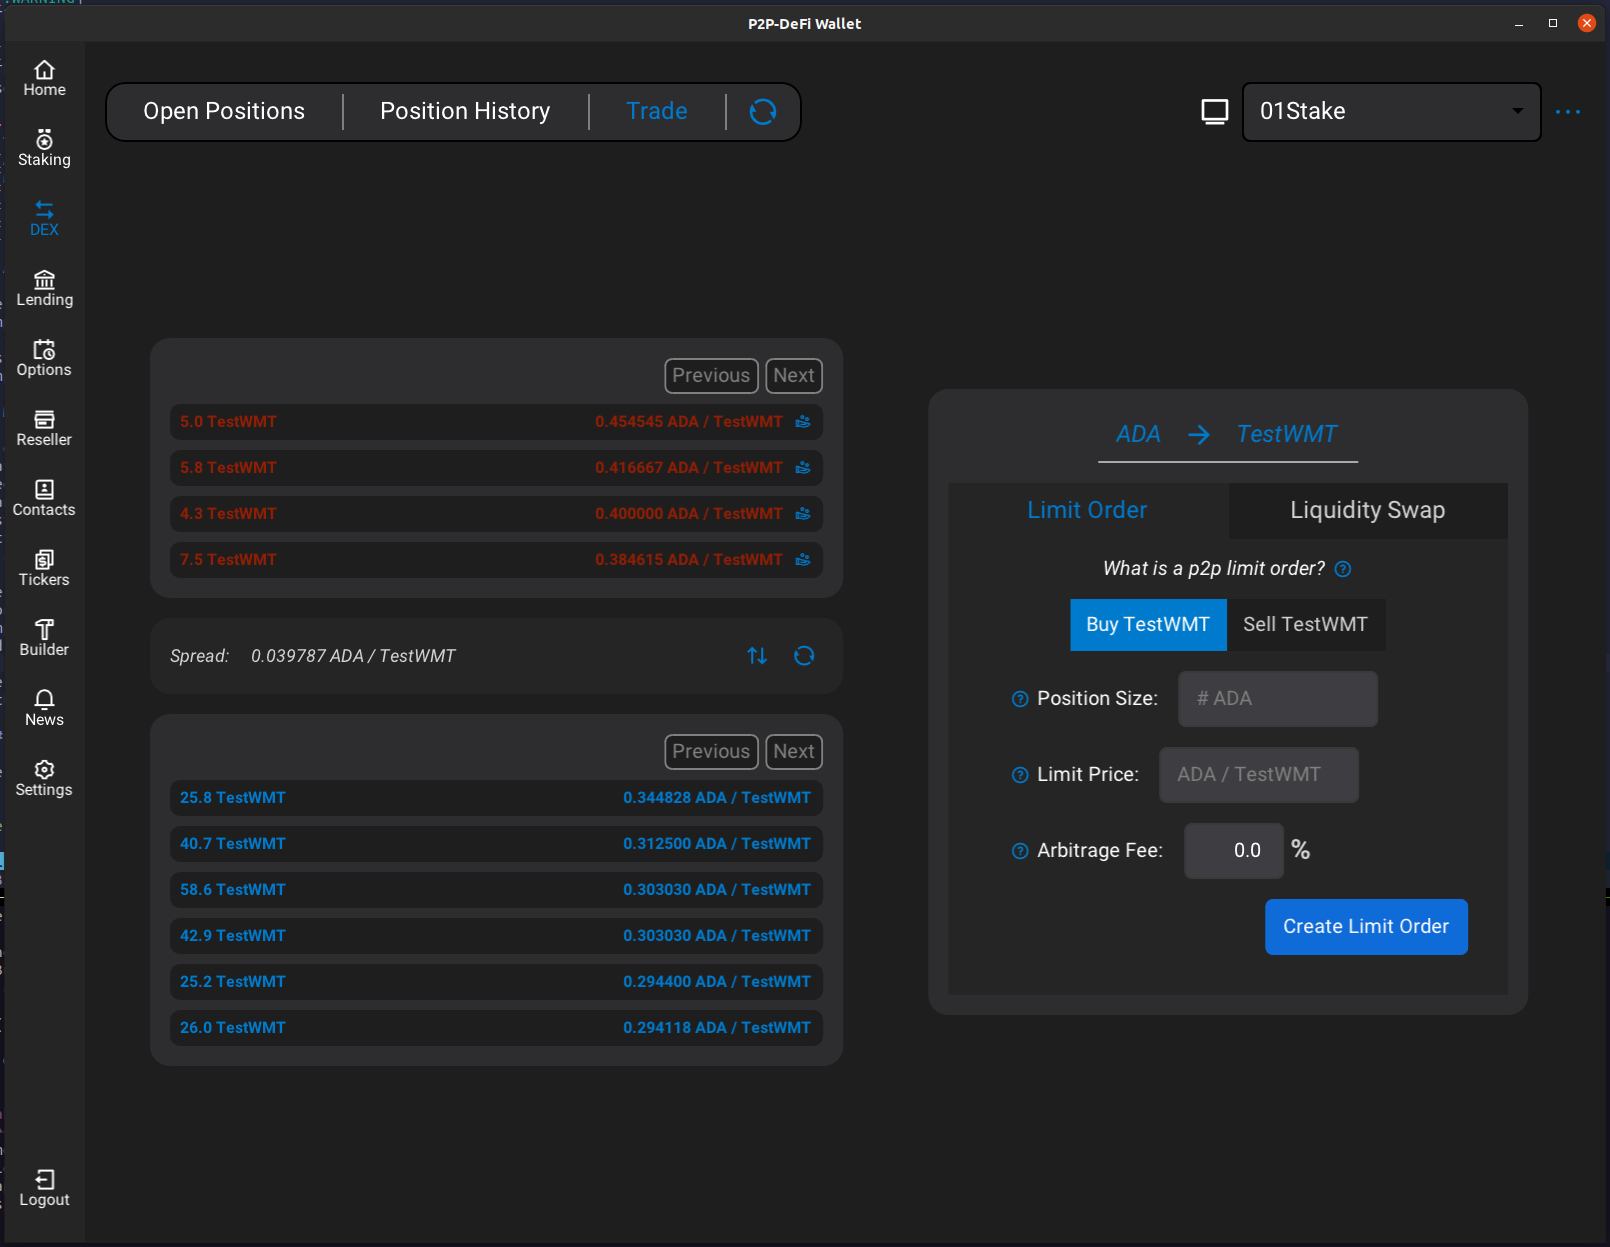 P2P-DeFi Wallet
Home
Staking
DEX
Lending
Options
Reseller
Contacts
Tickers
Builder
News
Settings
Logout
Open Positions
Position History
Trade
01Stake
Previous
Next
5.0 TestWMT 0.454545 ADA / TestWMT
5.8 TestWMT 0.416667 ADA / TestWMT
4.3 TestWMT 0.400000 ADA / TestWMT
7.5 TestWMT 0.384615 ADA / TestWMT
Spread: 0.039787 ADA / TestWMT
Previous
Next
25.8 TestWMT 0.344828 ADA / TestWMT
40.7 TestWMT 0.312500 ADA / TestWMT
58.6 TestWMT 0.303030 ADA / TestWMT
42.9 TestWMT 0.303030 ADA / TestWMT
25.2 TestWMT 0.294400 ADA / TestWMT
26.0 TestWMT 0.294118 ADA / TestWMT
ADA → TestWMT
Limit Order
Liquidity Swap
What is a p2p limit order?
Buy TestWMT
Sell TestWMT
Position Size: # ADA
Limit Price: ADA / TestWMT
Arbitrage Fee: 0.0 %
Create Limit Order